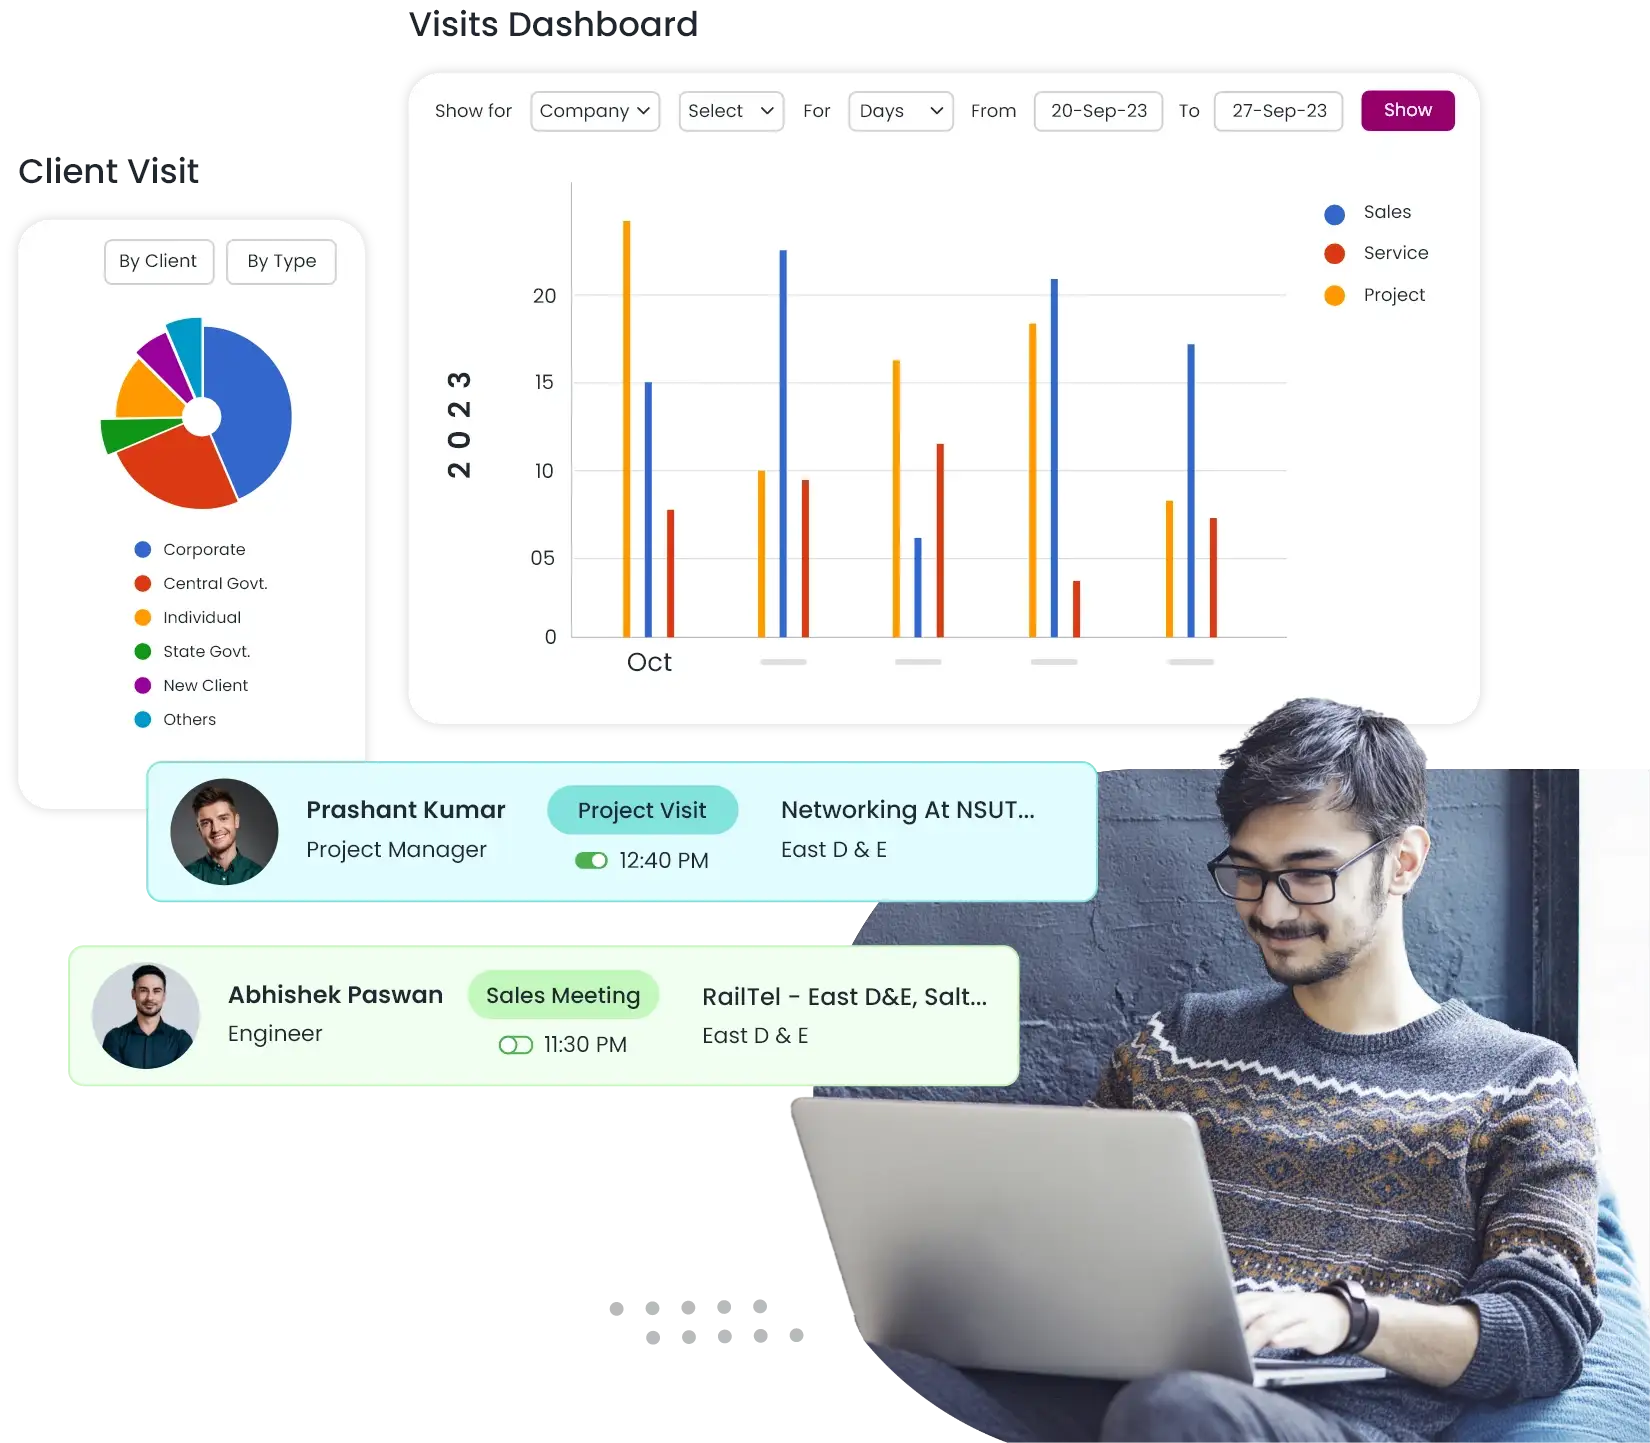 Visits Dashboard
Show for Company Select For Days From 20-Sep-23 To 27-Sep-23 Show
Client Visit
By Client By Type
Corporate
Central Govt.
Individual
State Govt.
New Client
Others
2023
20
15
10
05
0
Oct
Sales
Service
Project
Prashant Kumar Project Visit Networking At NSUT...
Project Manager 12:40 PM East D & E
Abhishek Paswan Sales Meeting RailTel - East D&E, Salt...
Engineer 11:30 PM East D & E